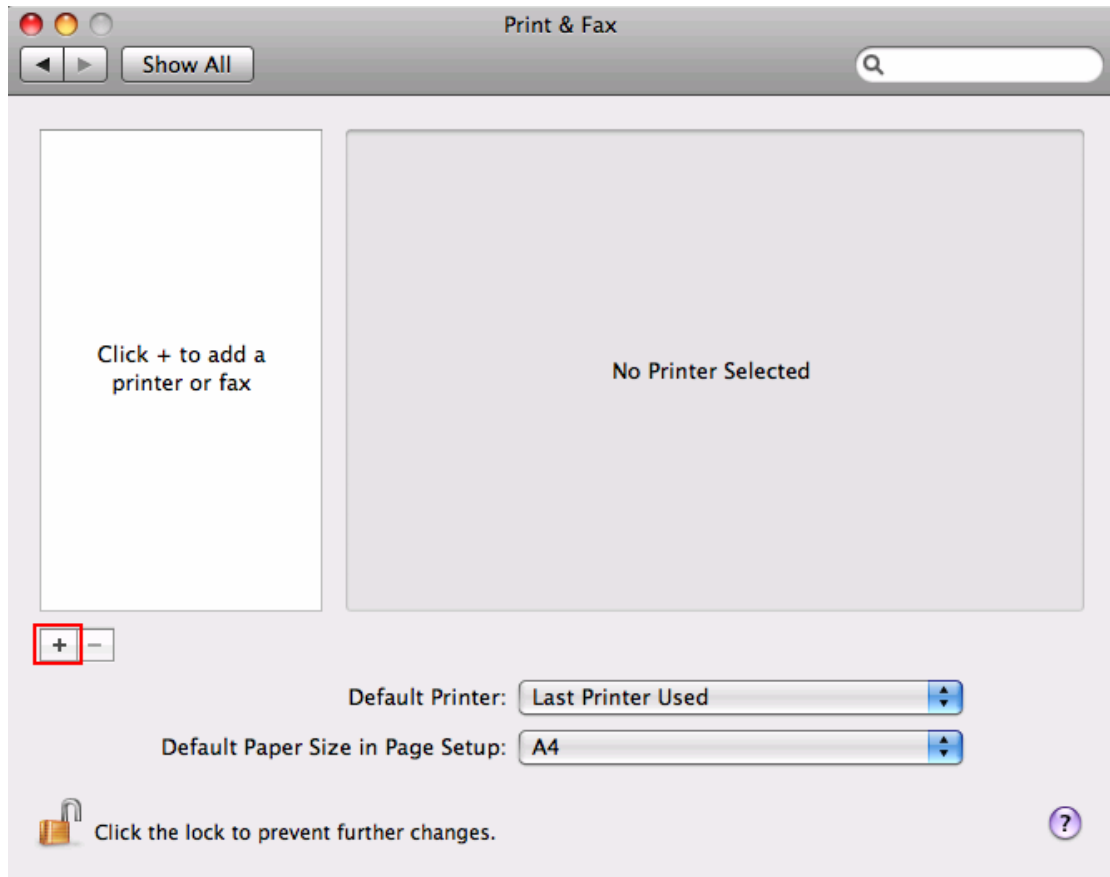 Print & Fax
Show All
Click + to add a
printer or fax
No Printer Selected
+ −
Default Printer: Last Printer Used
Default Paper Size in Page Setup: A4
Click the lock to prevent further changes.
?